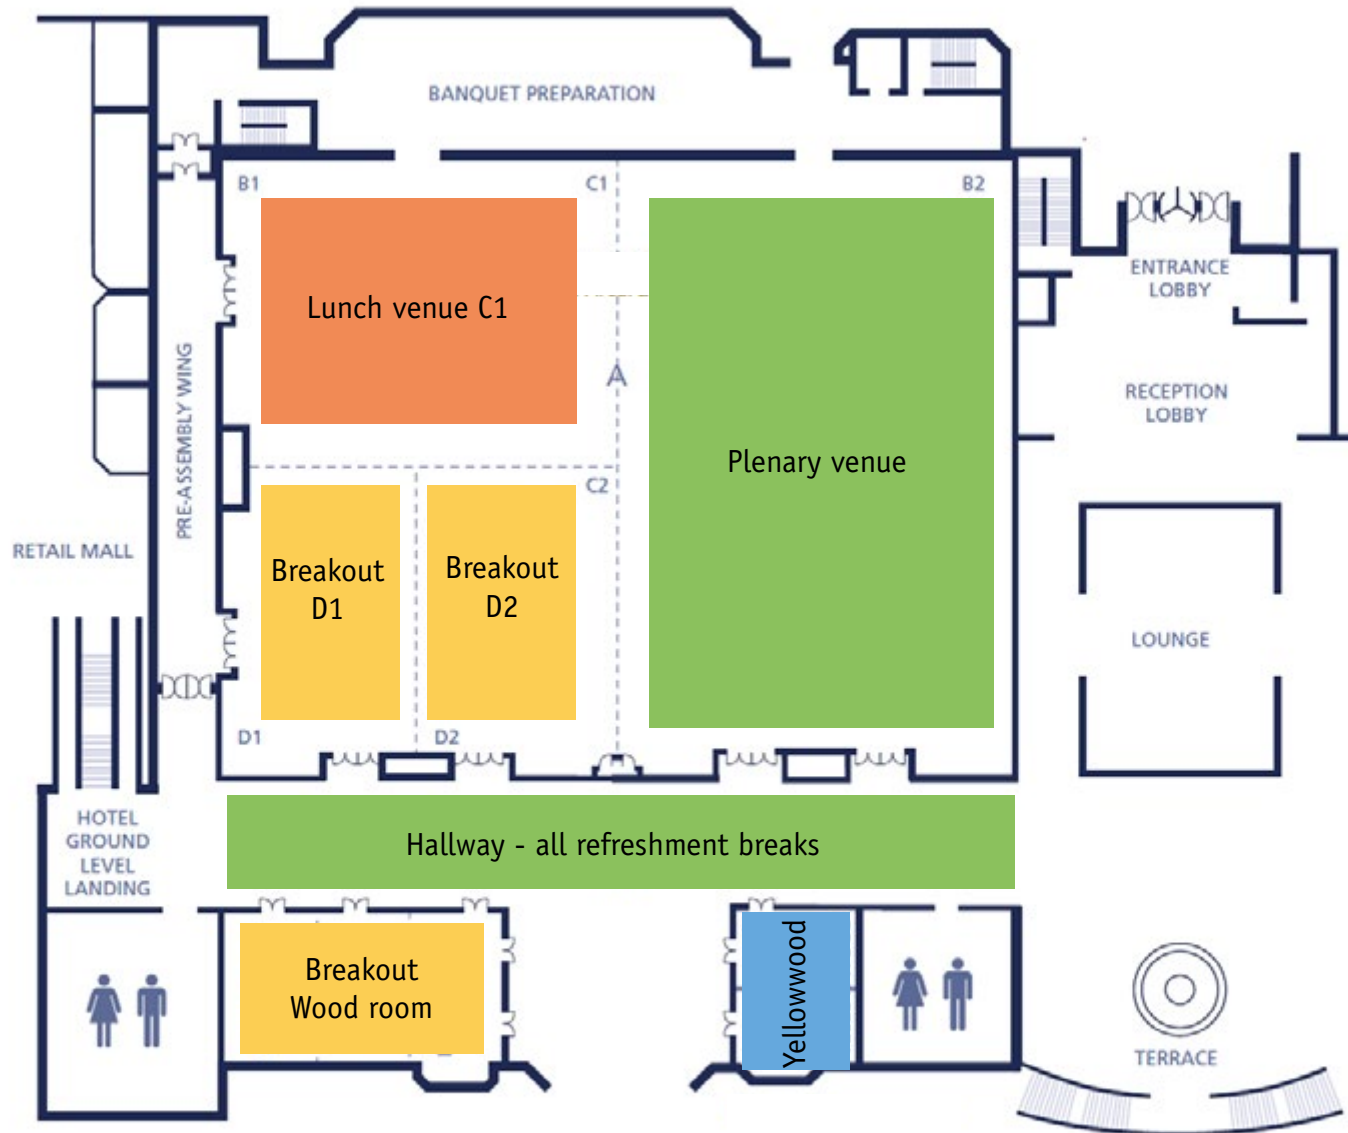 BANQUET PREPARATION
B1
C1
B2
Lunch venue C1
ENTRANCE
LOBBY
A
PRE-ASSEMBLY WING
RECEPTION
LOBBY
Plenary venue
C2
RETAIL MALL
Breakout
D1
Breakout
D2
LOUNGE
D1
D2
HOTEL
GROUND
LEVEL
LANDING
Hallway - all refreshment breaks
Breakout
Wood room
Yellowwood
TERRACE